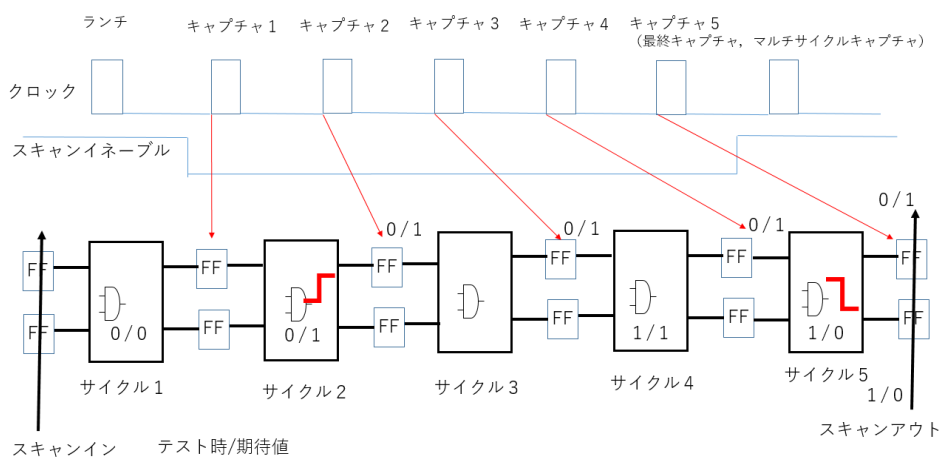 ランチ
キャプチャ1
キャプチャ2
キャプチャ3
キャプチャ4
キャプチャ5
(最終キャプチャ，マルチサイクルキャプチャ)
クロック
スキャンイネーブル
0/1
0/1
0/1
0/1
FF
FF
FF
FF
FF
FF
FF
FF
FF
FF
FF
FF
0/0
0/1
1/1
1/0
サイクル1
サイクル2
サイクル3
サイクル4
サイクル5
1/0
スキャンイン
テスト時/期待値
スキャンアウト